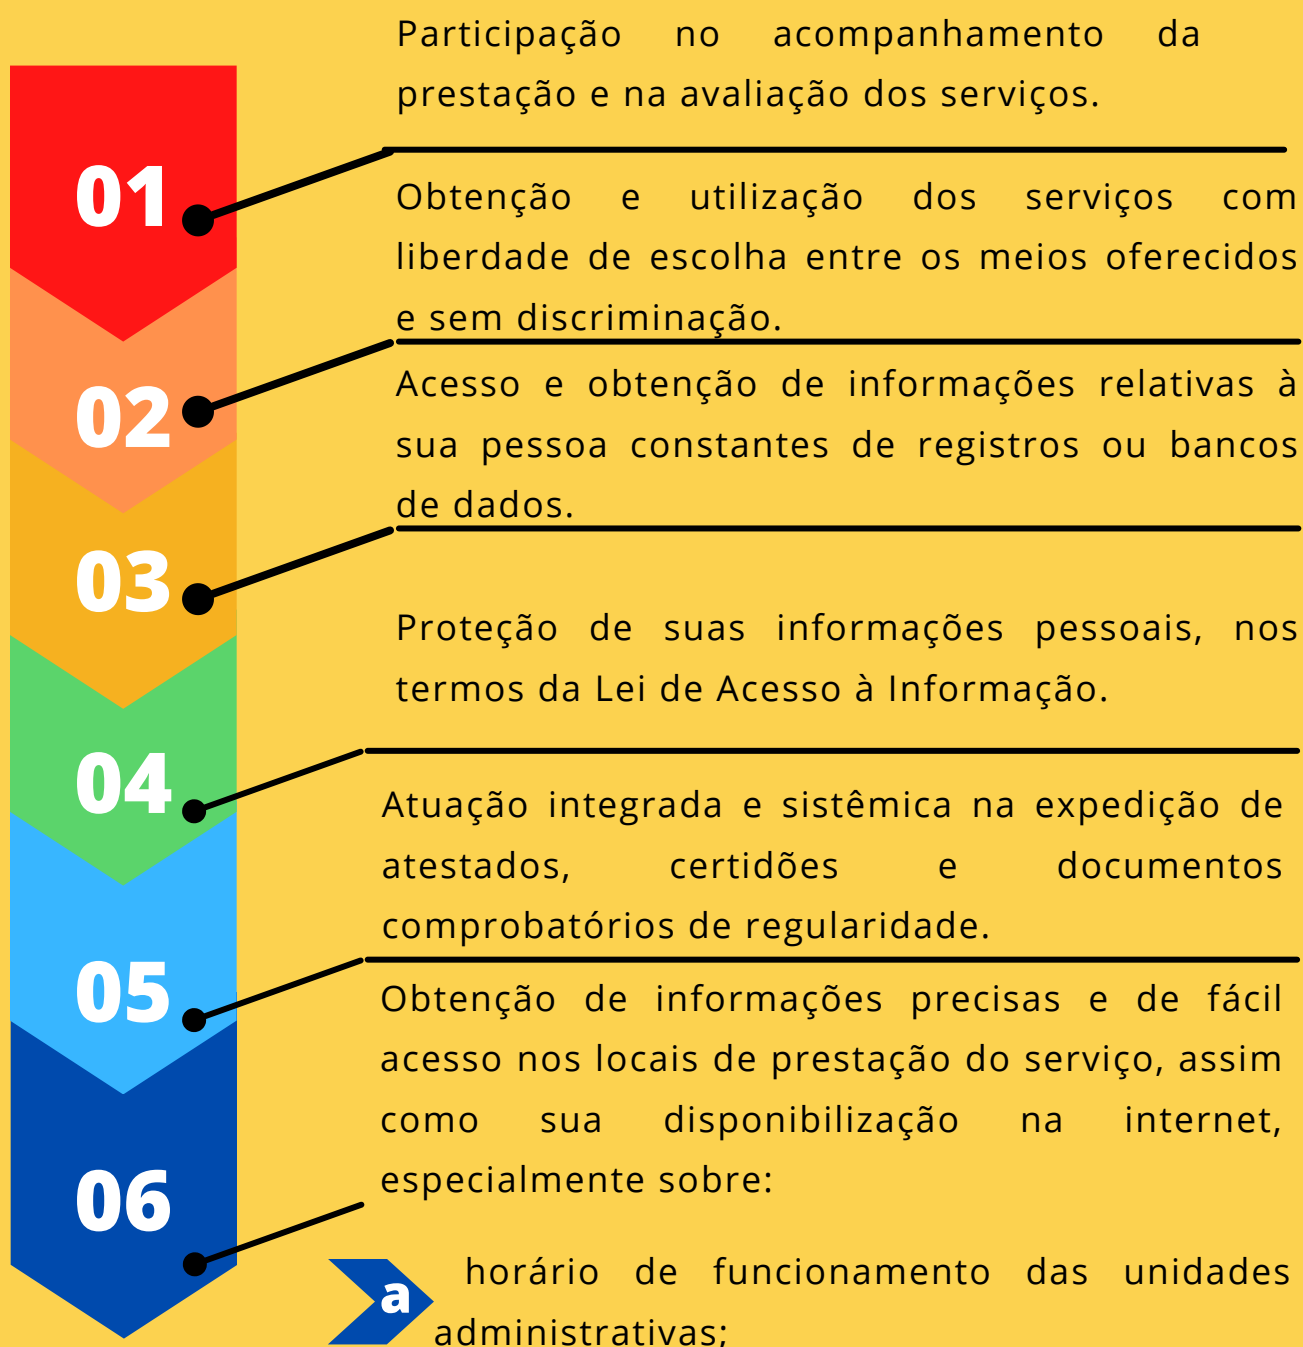 Participação no acompanhamento da
prestação e na avaliação dos serviços.
01
Obtenção e utilização dos serviços com
liberdade de escolha entre os meios oferecidos
e sem discriminação.
02
Acesso e obtenção de informações relativas à
sua pessoa constantes de registros ou bancos
de dados.
03
Proteção de suas informações pessoais, nos
termos da Lei de Acesso à Informação.
04
Atuação integrada e sistêmica na expedição de
atestados, certidões e documentos
comprobatórios de regularidade.
05
Obtenção de informações precisas e de fácil
acesso nos locais de prestação do serviço, assim
como sua disponibilização na internet,
especialmente sobre:
06
a horário de funcionamento das unidades
administrativas;